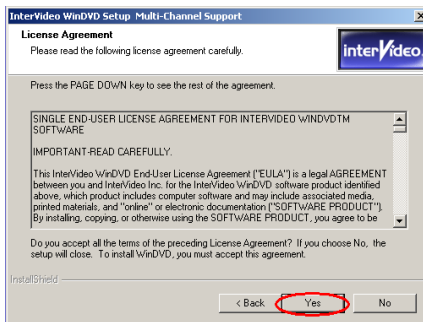 InterVideo WinDVD Setup Multi-Channel Support
License Agreement
Please read the following license agreement carefully.
interVideo
Press the PAGE DOWN key to see the rest of the agreement.
SINGLE END-USER LICENSE AGREEMENT FOR INTERVIDEO WINDVDTM
SOFTWARE
IMPORTANT-READ CAREFULLY.
This InterVideo WinDVD End-User License Agreement ("EULA") is a legal AGREEMENT
between you and InterVideo Inc. for the InterVideo WinDVD software product identified
above, which product includes computer software and may include associated media,
printed materials, and "online" or electronic documentation ("SOFTWARE PRODUCT").
By installing, copying, or otherwise using the SOFTWARE PRODUCT, you agree to be
Do you accept all the terms of the preceding License Agreement? If you choose No, the
setup will close. To install WinDVD, you must accept this agreement.
InstallShield
< Back Yes No